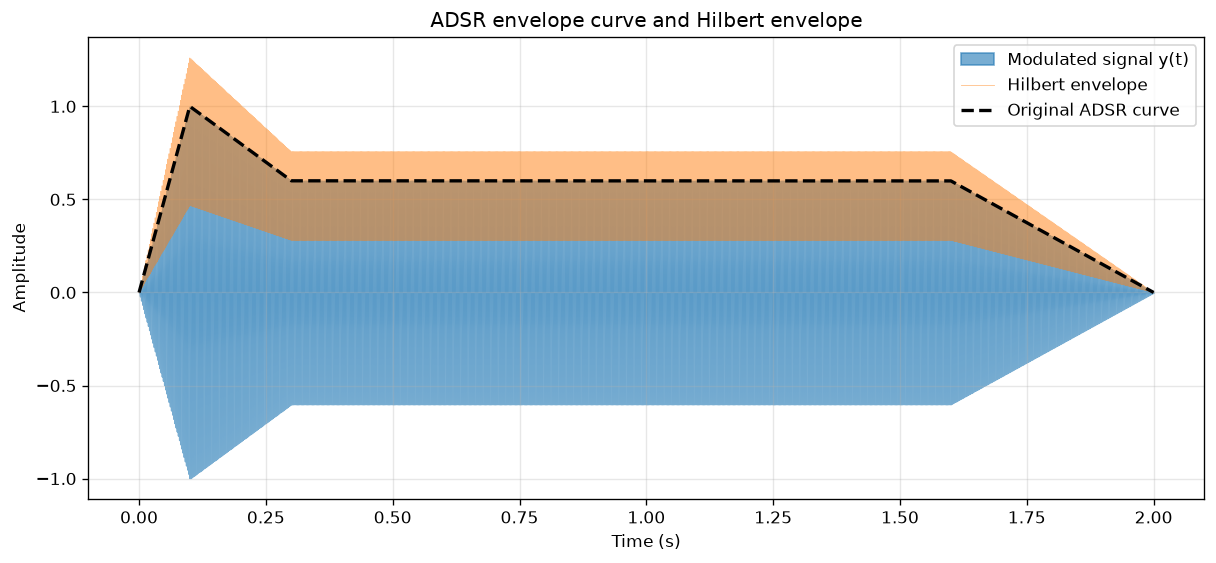 ADSR envelope curve and Hilbert envelope
Modulated signal y(t)
Hilbert envelope
Original ADSR curve
Amplitude
1.0
0.5
0.0
−0.5
−1.0
0.00 0.25 0.50 0.75 1.00 1.25 1.50 1.75 2.00
Time (s)